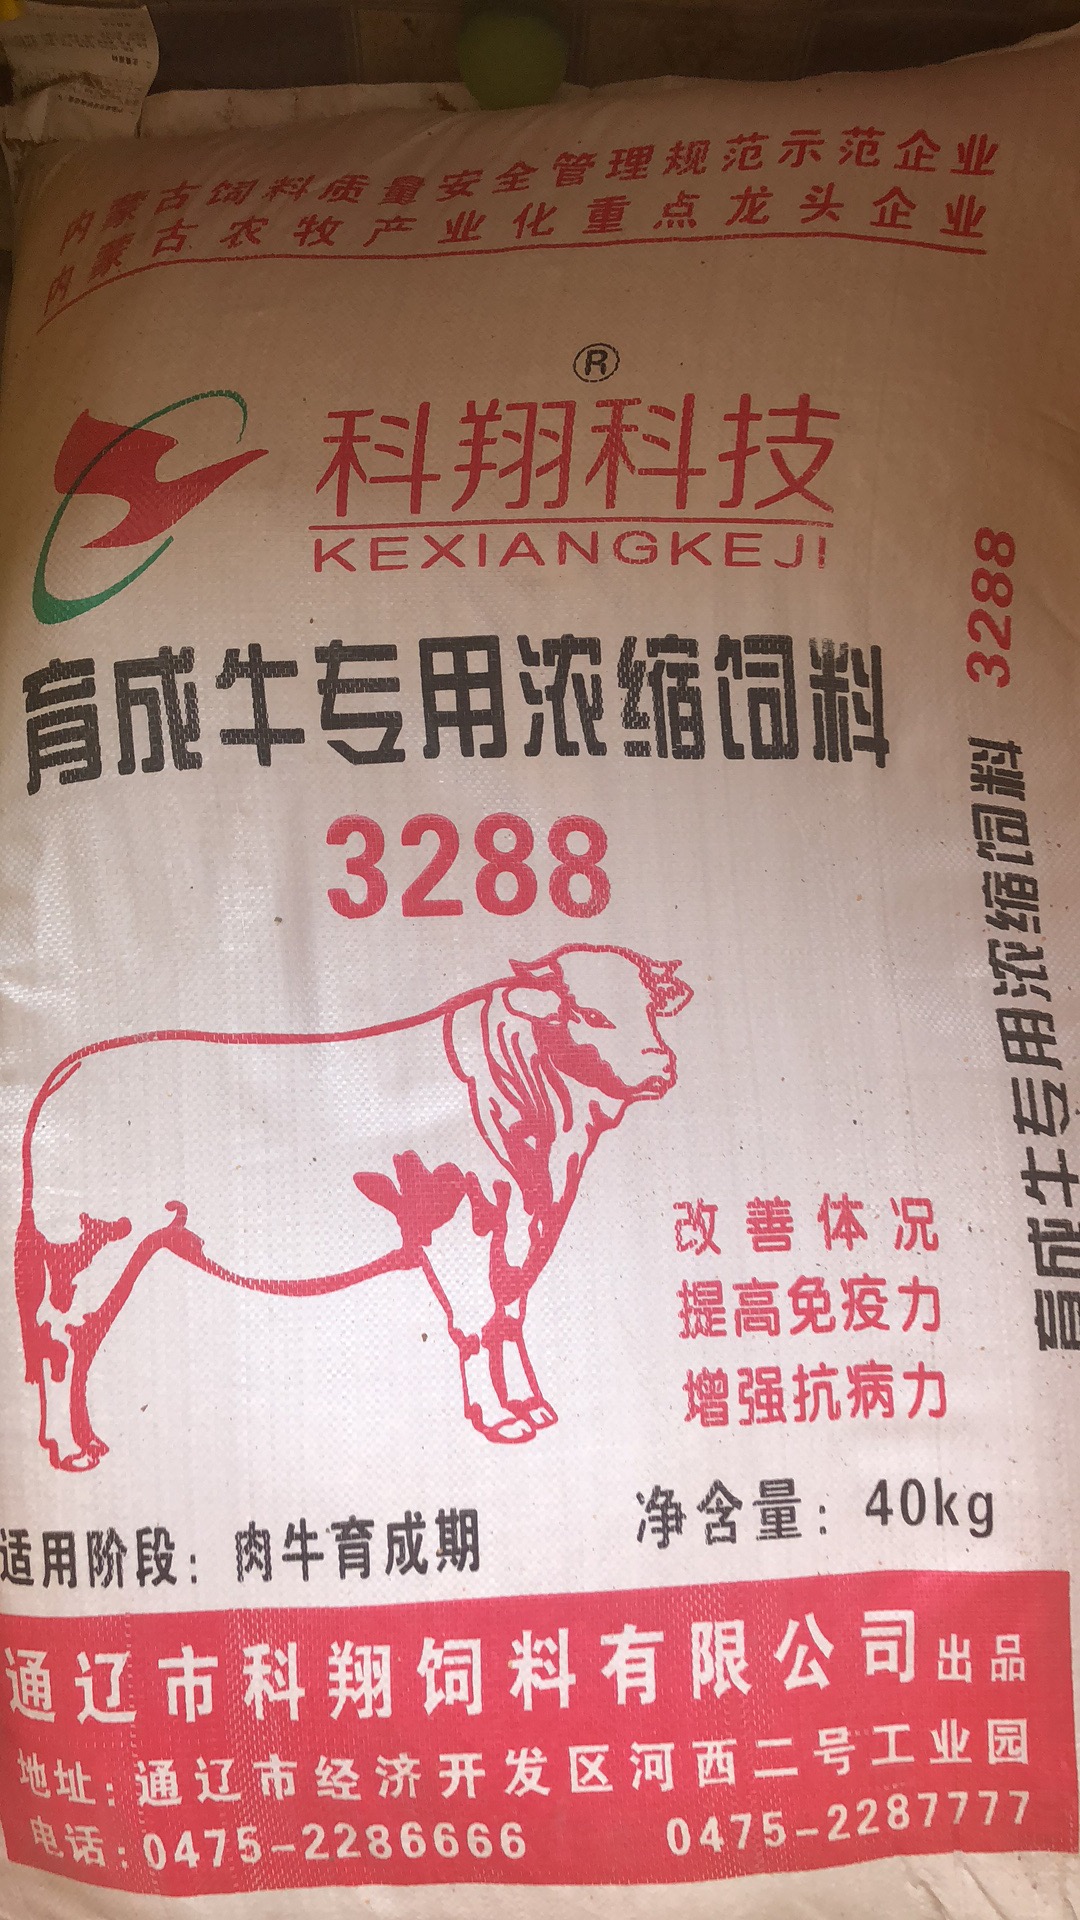 内蒙古饲料质量安全管理规范示范企业
内蒙古农牧产业化重点龙头企业
®
科翔科技
KEXIANGKEJI
育成牛专用浓缩饲料
3288
育成牛专用浓缩饲料 3288
改善体况
提高免疫力
增强抗病力
适用阶段：肉牛育成期
净含量：40kg
通辽市科翔饲料有限公司出品
地址：通辽市经济开发区河西二号工业园
电话：0475-2286666 0475-2287777